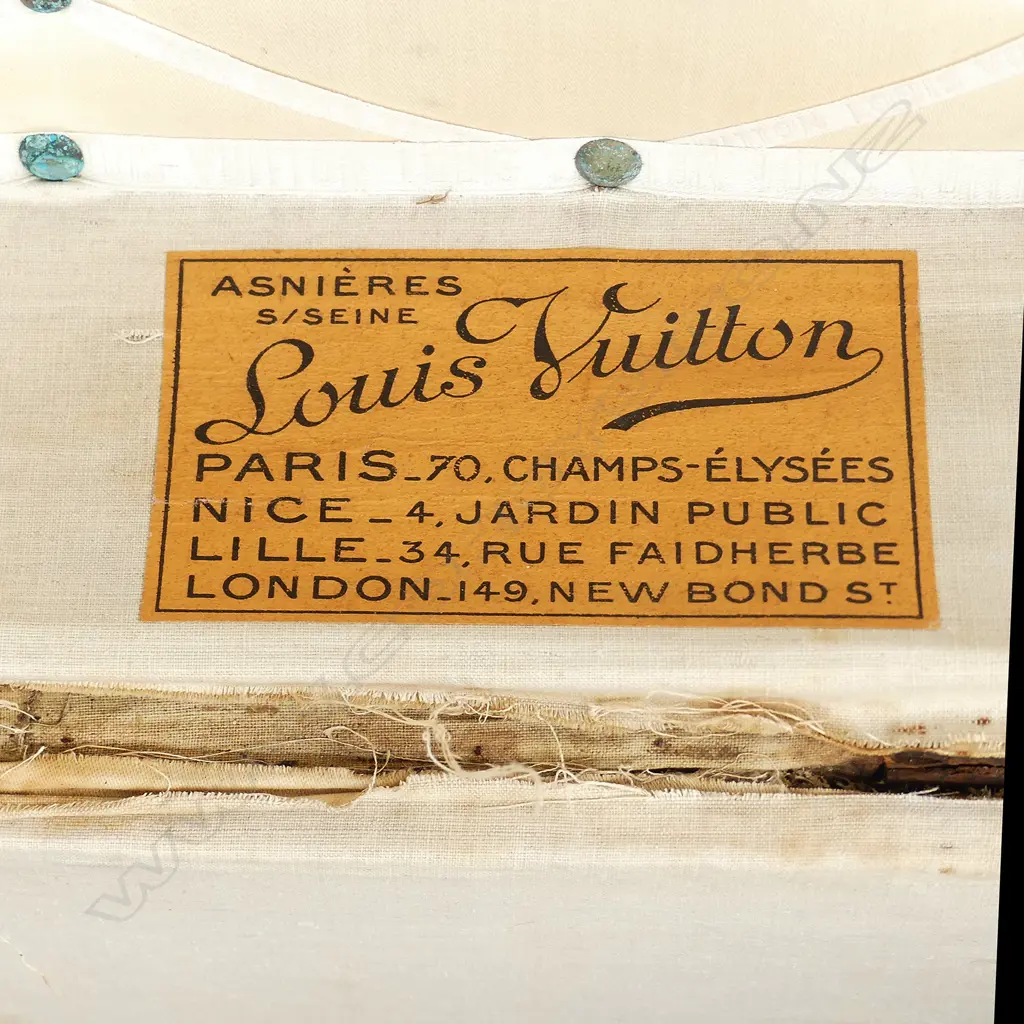 ASNIÈRES
S/SEINE
Louis Vuitton
PARIS_70, CHAMPS-ÉLYSÉES
NICE_4, JARDIN PUBLIC
LILLE_34, RUE FAIDHERBE
LONDON_149, NEW BOND ST